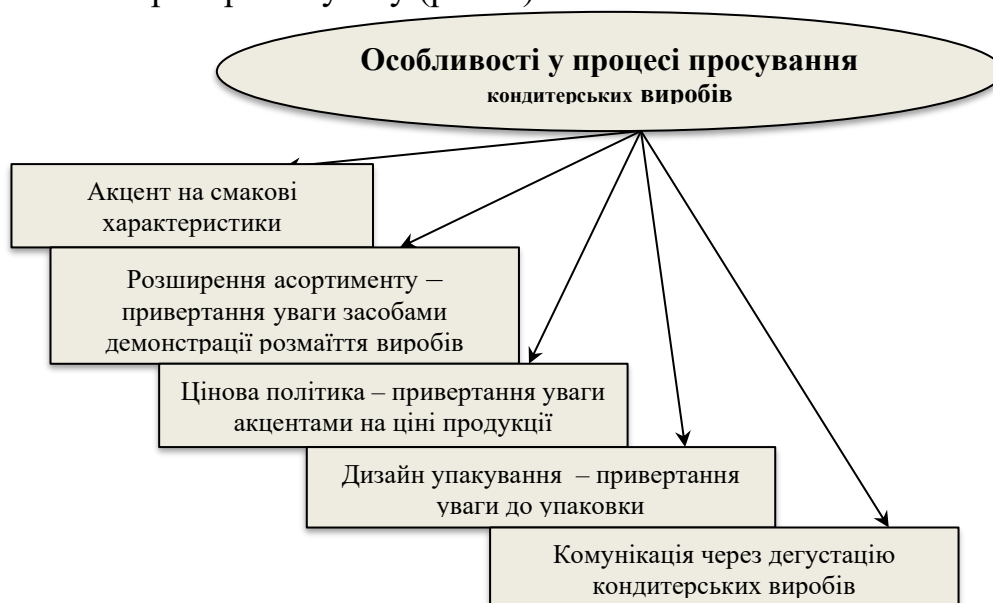 Особливості у процесі просування
кондитерських виробів
Акцент на смакові
характеристики
Розширення асортименту –
привертання уваги засобами
демонстрації розмаїття виробів
Цінова політика – привертання уваги
акцентами на ціні продукції
Дизайн упакування – привертання
уваги до упаковки
Комунікація через дегустацію
кондитерських виробів